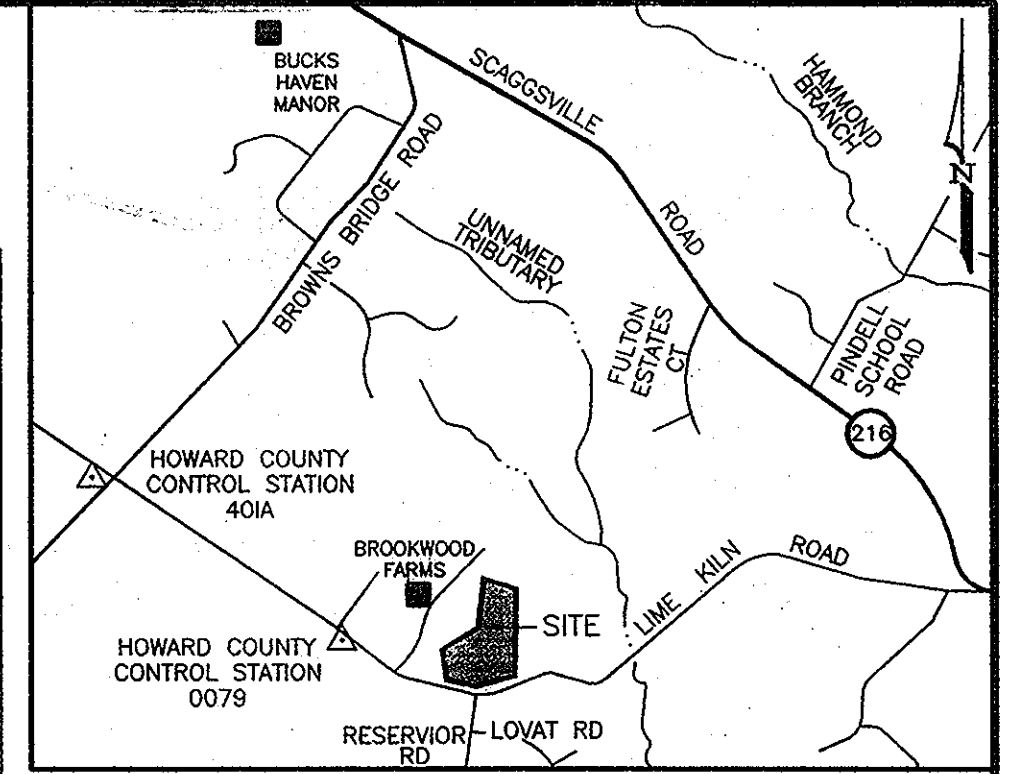 BUCKS
HAVEN
MANOR
SCAGGSVILLE
ROAD
HAMMOND
BRANCH
N
BROWNS BRIDGE ROAD
UNNAMED
TRIBUTARY
FULTON
ESTATES
CT
PINDELL
SCHOOL
ROAD
216
HOWARD COUNTY
CONTROL STATION
40IA
BROOKWOOD
FARMS
LIME KILN ROAD
SITE
HOWARD COUNTY
CONTROL STATION
0079
RESERVIOR
RD
LOVAT RD